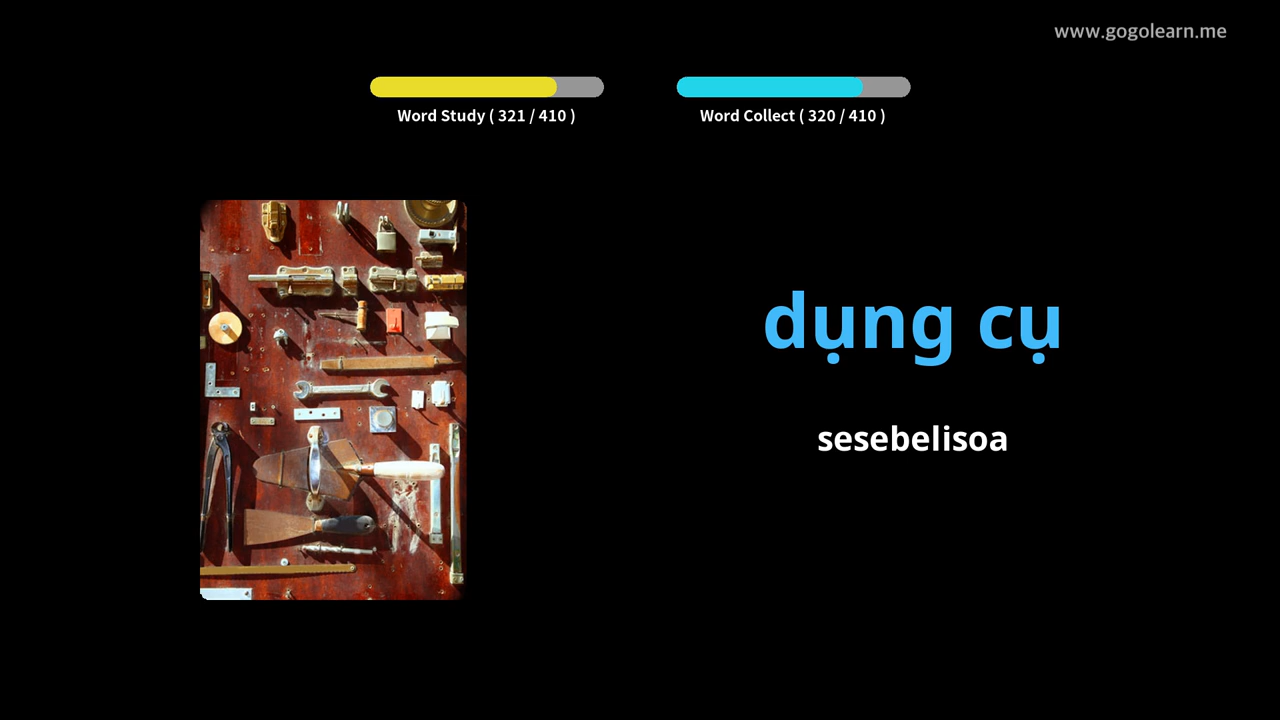 www.gogolearn.me
Word Study ( 321 / 410 )
Word Collect ( 320 / 410 )
dụng cụ
sesebelisoa